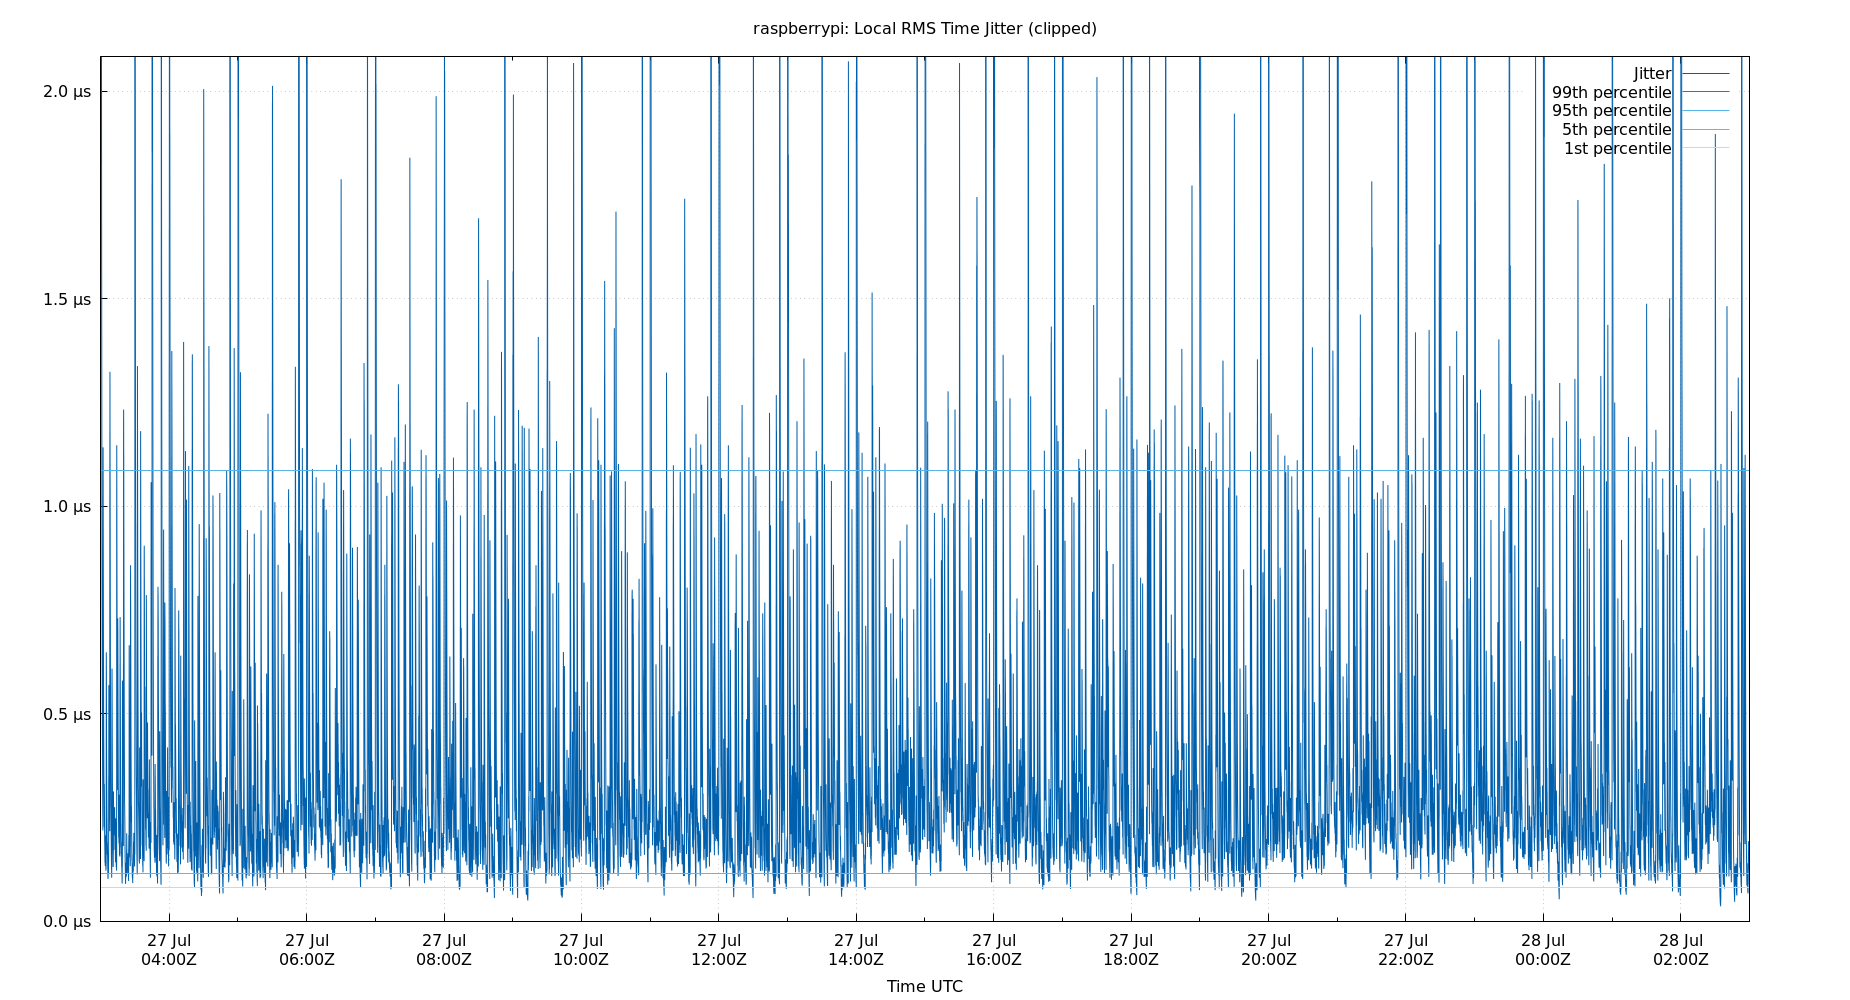 raspberrypi: Local RMS Time Jitter (clipped)
Jitter
99th percentile
95th percentile
5th percentile
1st percentile
2.0 µs
1.5 µs
1.0 µs
0.5 µs
0.0 µs
27 Jul 27 Jul 27 Jul 27 Jul 27 Jul 27 Jul 27 Jul 27 Jul 27 Jul 27 Jul 28 Jul 28 Jul
04:00Z 06:00Z 08:00Z 10:00Z 12:00Z 14:00Z 16:00Z 18:00Z 20:00Z 22:00Z 00:00Z 02:00Z
Time UTC